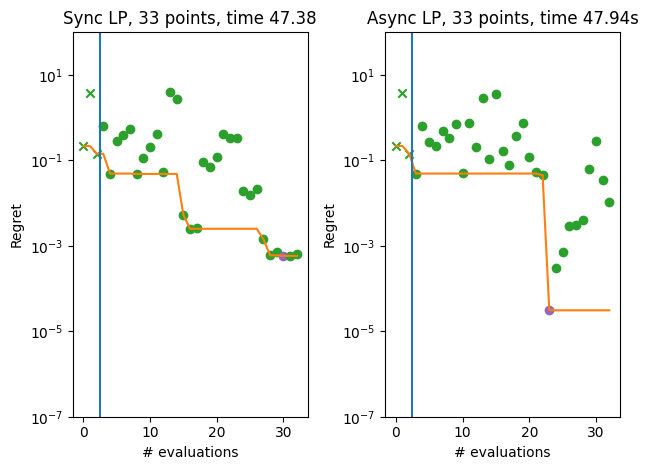 Sync LP, 33 points, time 47.38
Async LP, 33 points, time 47.94s
Regret
10^1
10^-1
10^-3
10^-5
10^-7
0 10 20 30
# evaluations
Regret
10^1
10^-1
10^-3
10^-5
10^-7
0 10 20 30
# evaluations